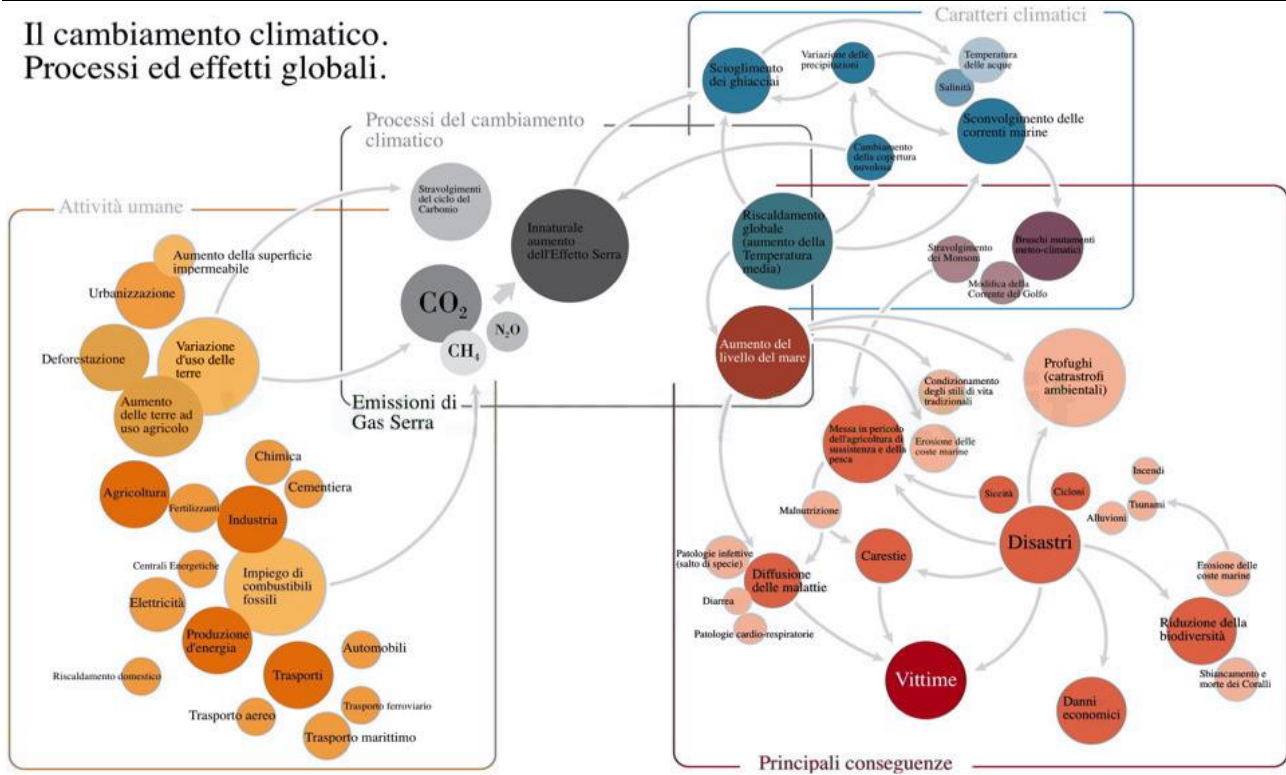 Il cambiamento climatico.
Processi ed effetti globali.
Caratteri climatici
Scioglimento
dei ghiacciai
Variazione delle
precipitazioni
Temperatura
delle acque
Salinità
Sconvolgimento delle
correnti marine
Cambiamento
della copertura
nuvolosa
Processi del cambiamento
climatico
Stravolgimenti
del ciclo del
Carbonio
Innaturale
aumento
dell'Effetto Serra
Riscaldamento
globale
(aumento della
Temperatura
media)
Stravolgimento
dei Monsoni
Bruschi mutamenti
meteo-climatici
Modifica della
Corrente del Golfo
CO₂
CH₄
N₂O
Emissioni di
Gas Serra
Attività umane
Aumento della superficie
impermeabile
Urbanizzazione
Deforestazione
Variazione
d'uso delle
terre
Aumento
delle terre ad
uso agricolo
Chimica
Cementiera
Agricoltura
Fertilizzanti
Industria
Centrali Energetiche
Impiego di
combustibili
fossili
Elettricità
Produzione
d'energia
Automobili
Riscaldamento domestico
Trasporti
Trasporto ferroviario
Trasporto aereo
Trasporto marittimo
Aumento del
livello del mare
Condizionamento
degli stili di vita
tradizionali
Profughi
(catrastrofi
ambientali)
Messa in pericolo
dell'agricoltura di
sussistenza e della
pesca
Erosione delle
coste marine
Malnutrizione
Siccità
Cicloni
Incendi
Tsunami
Alluvioni
Disastri
Patologie infettive
(salto di specie)
Diffusione
delle malattie
Carestie
Erosione delle
coste marine
Diarrea
Patologie cardio-respiratorie
Riduzione della
biodiversità
Vittime
Sbiancamento e
morte dei Coralli
Danni
economici
Principali conseguenze